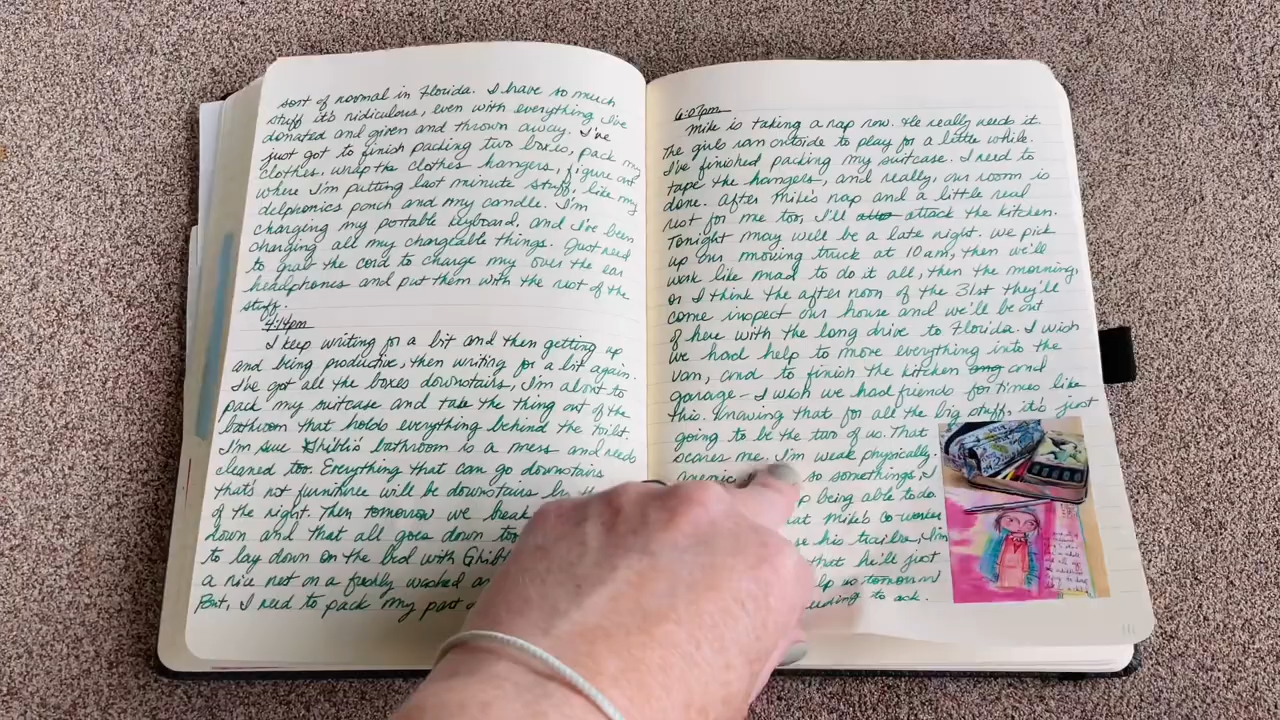 sort of normal in Florida. I have so much
stuff it's ridiculous, even with everything I've
donated and given and thrown away. I've
just got to finish packing two boxes, pack my
clothes, wrap the clothes hangers, figure out
where I'm putting last minute stuff, like my
delphonics pouch and my candle. I'm
charging my portable keyboard, and I've been
charging all my chargeable things. Just need
to grab the cord to charge my over the ear
headphones and put them with the rest of the
stuff.
4:14pm
I keep writing for a bit and then getting up
and being productive, then writing for a bit again.
I've got all the boxes downstairs, I'm about to
pack my suitcase and take the thing out of the
bathroom that holds everything behind the toilet.
I'm sure Ghibli's bathroom is a mess and needs
cleaned too. Everything that can go downstairs
that's not furniture will be downstairs by the
of the night. Then tomorrow we break
down and that all goes down too
to lay down on the bed with Ghibli
a nice nest on a freshly washed
But, I need to pack my
6:07pm
Mike is taking a nap now. He really needs it.
The girls ran outside to play for a little while.
I've finished packing my suitcase. I need to
tape the hangers, and really, our room is
done. After Mike's nap and a little real
rest for me too, I'll attack the kitchen.
Tonight may well be a late night. We pick
up our moving truck at 10am, then we'll
work like mad to do it all, then the morning,
or I think the after noon of the 31st they'll
come inspect our house and we'll be out
of here with the long drive to Florida. I wish
we had help to move everything into the
van, and to finish the kitchen and
garage - I wish we had friends for times like
this. Knowing that for all the big stuff, it's just
going to be the two of us. That
scares me. I'm weak physically.
so somethings, I
being able to do
Mike's co-worker
his trailer, I'm
that he'll just
us tomorrow
to ask.